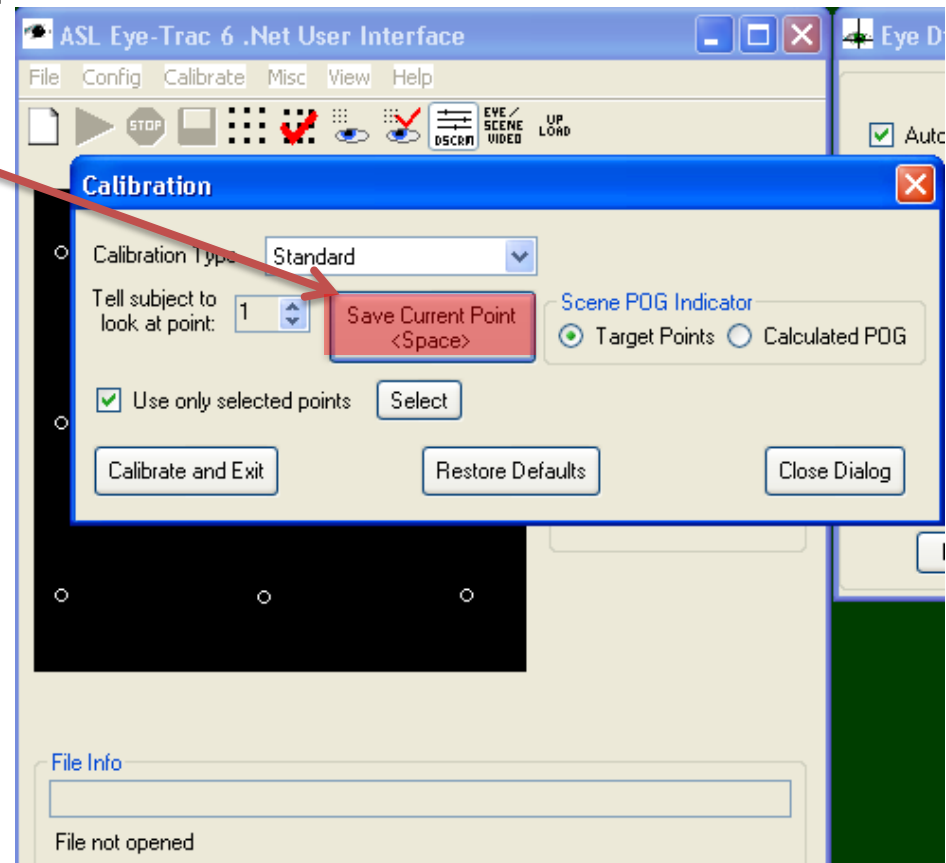 ASL Eye-Trac 6 .Net User Interface
Eye D
File Config Calibrate Misc View Help
STOP
DSCRM
EYE/
SCENE
VIDEO
UP
LOAD
Auto
Calibration
Calibration Type Standard
Tell subject to
look at point:
1
Save Current Point
<Space>
Scene POG Indicator
Target Points Calculated POG
Use only selected points Select
Calibrate and Exit Restore Defaults Close Dialog
File Info
File not opened